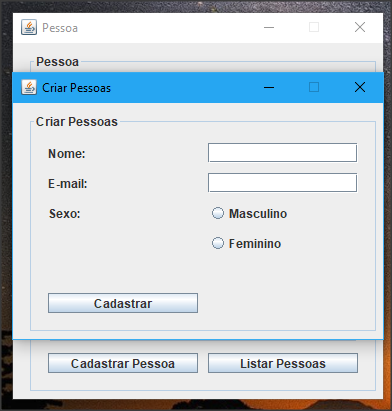 Pessoa
Pessoa
Criar Pessoas
Criar Pessoas
Nome:
E-mail:
Sexo: Masculino
Feminino
Cadastrar
Cadastrar Pessoa Listar Pessoas